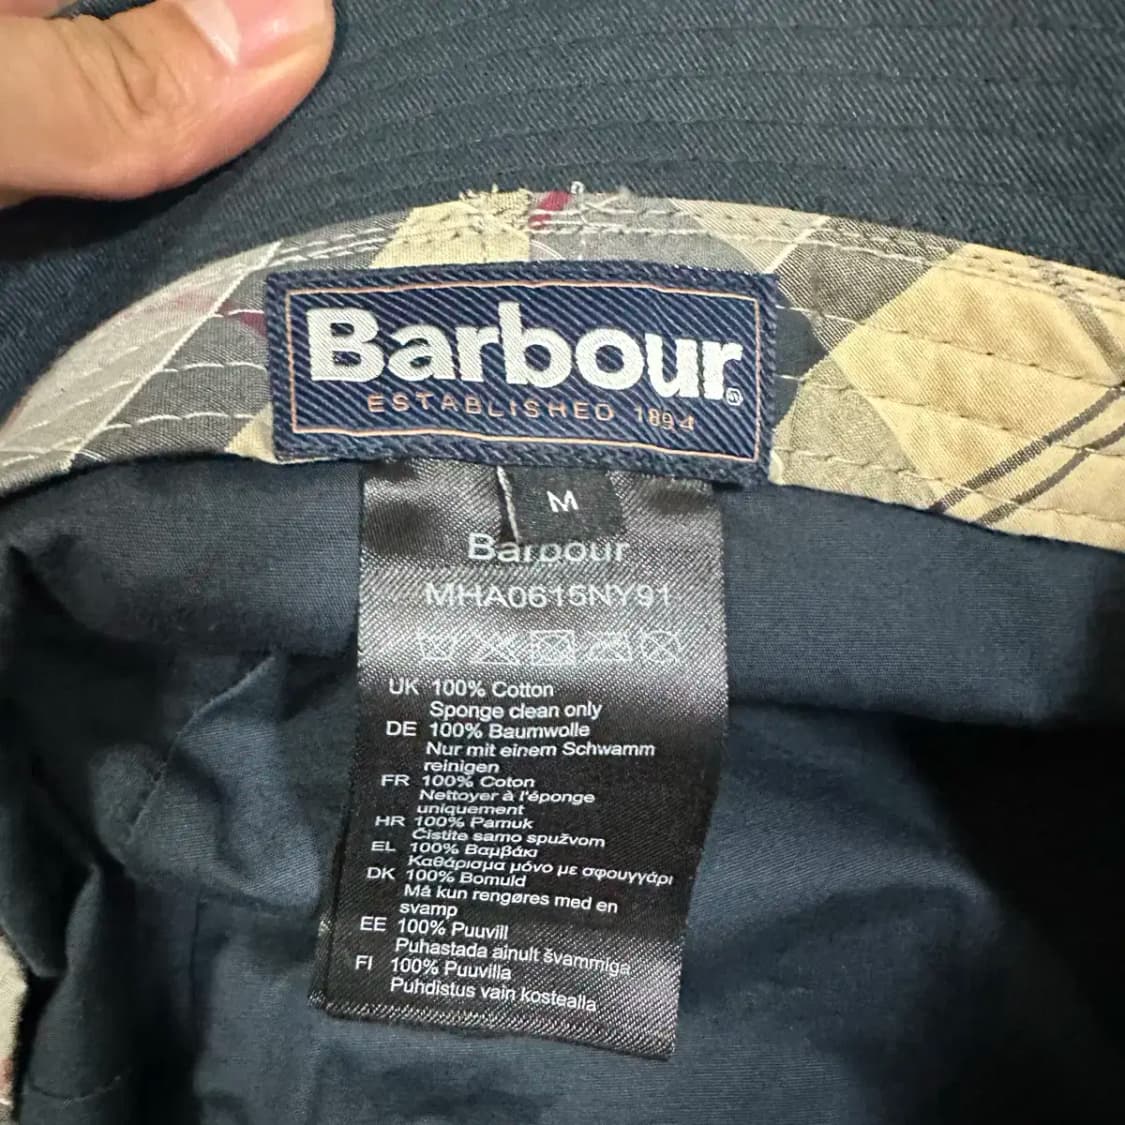 Barbour
ESTABLISHED 1894
M
Barbour
MHA0615NY91
UK 100% Cotton
Sponge clean only
DE 100% Baumwolle
Nur mit einem Schwamm
reinigen
FR 100% Coton
Nettoyer à l'éponge
uniquement
HR 100% Pamuk
Čistite samo spužvom
EL 100% Βαμβάκι
Καθάρισμα μόνο με σφουγγάρι
DK 100% Bomuld
Må kun rengøres med en
svamp
EE 100% Puuvill
Puhastada ainult švammiga
FI 100% Puuvilla
Puhdistus vain kostealla